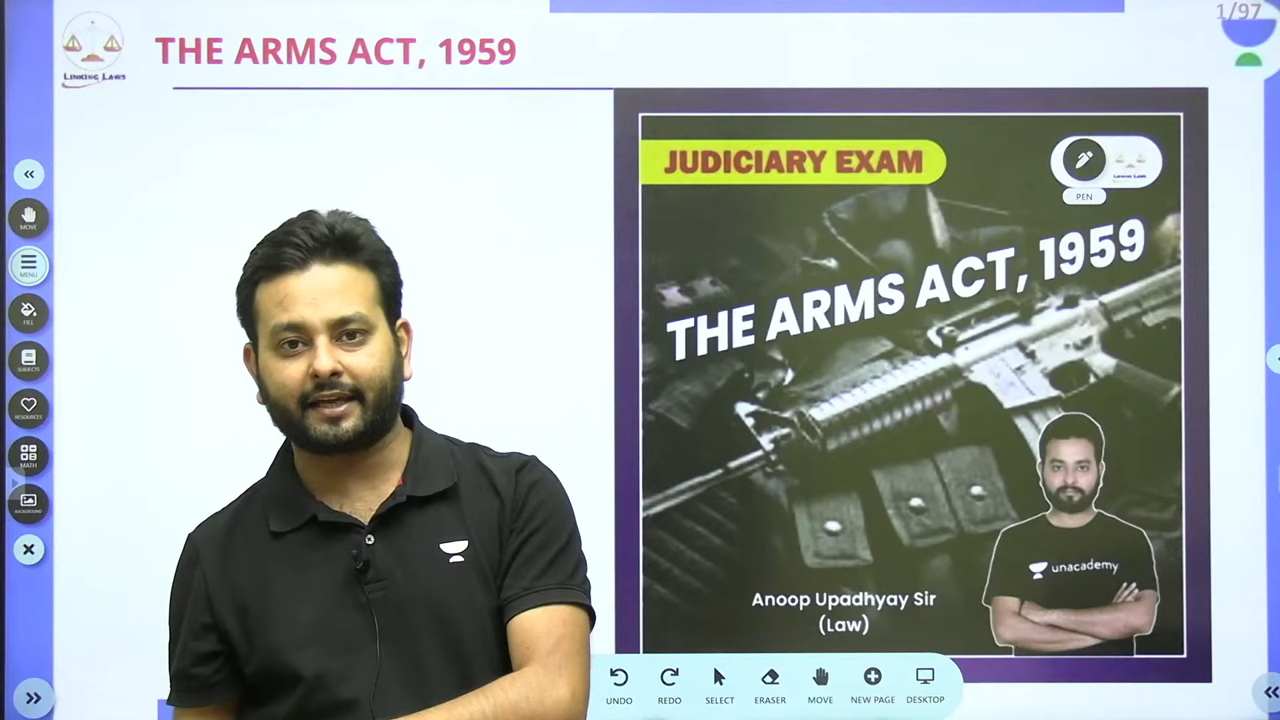 1/97
LINKING LAWS
THE ARMS ACT, 1959
JUDICIARY EXAM
PEN
THE ARMS ACT, 1959
unacademy
Anoop Upadhyay Sir
(Law)
MOVE
MENU
FILL
SUBJECTS
RESOURCES
MATH
BACKGROUND
UNDO
REDO
SELECT
ERASER
MOVE
NEW PAGE
DESKTOP